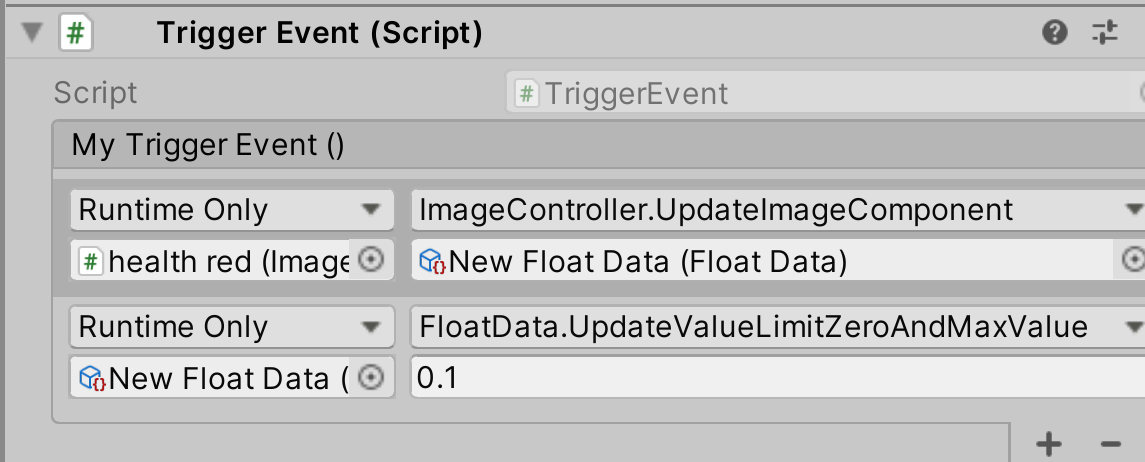 Trigger Event (Script)
Script
TriggerEvent
My Trigger Event ()
Runtime Only
ImageController.UpdateImageComponent
health red (Image
New Float Data (Float Data)
Runtime Only
FloatData.UpdateValueLimitZeroAndMaxValue
New Float Data (
0.1